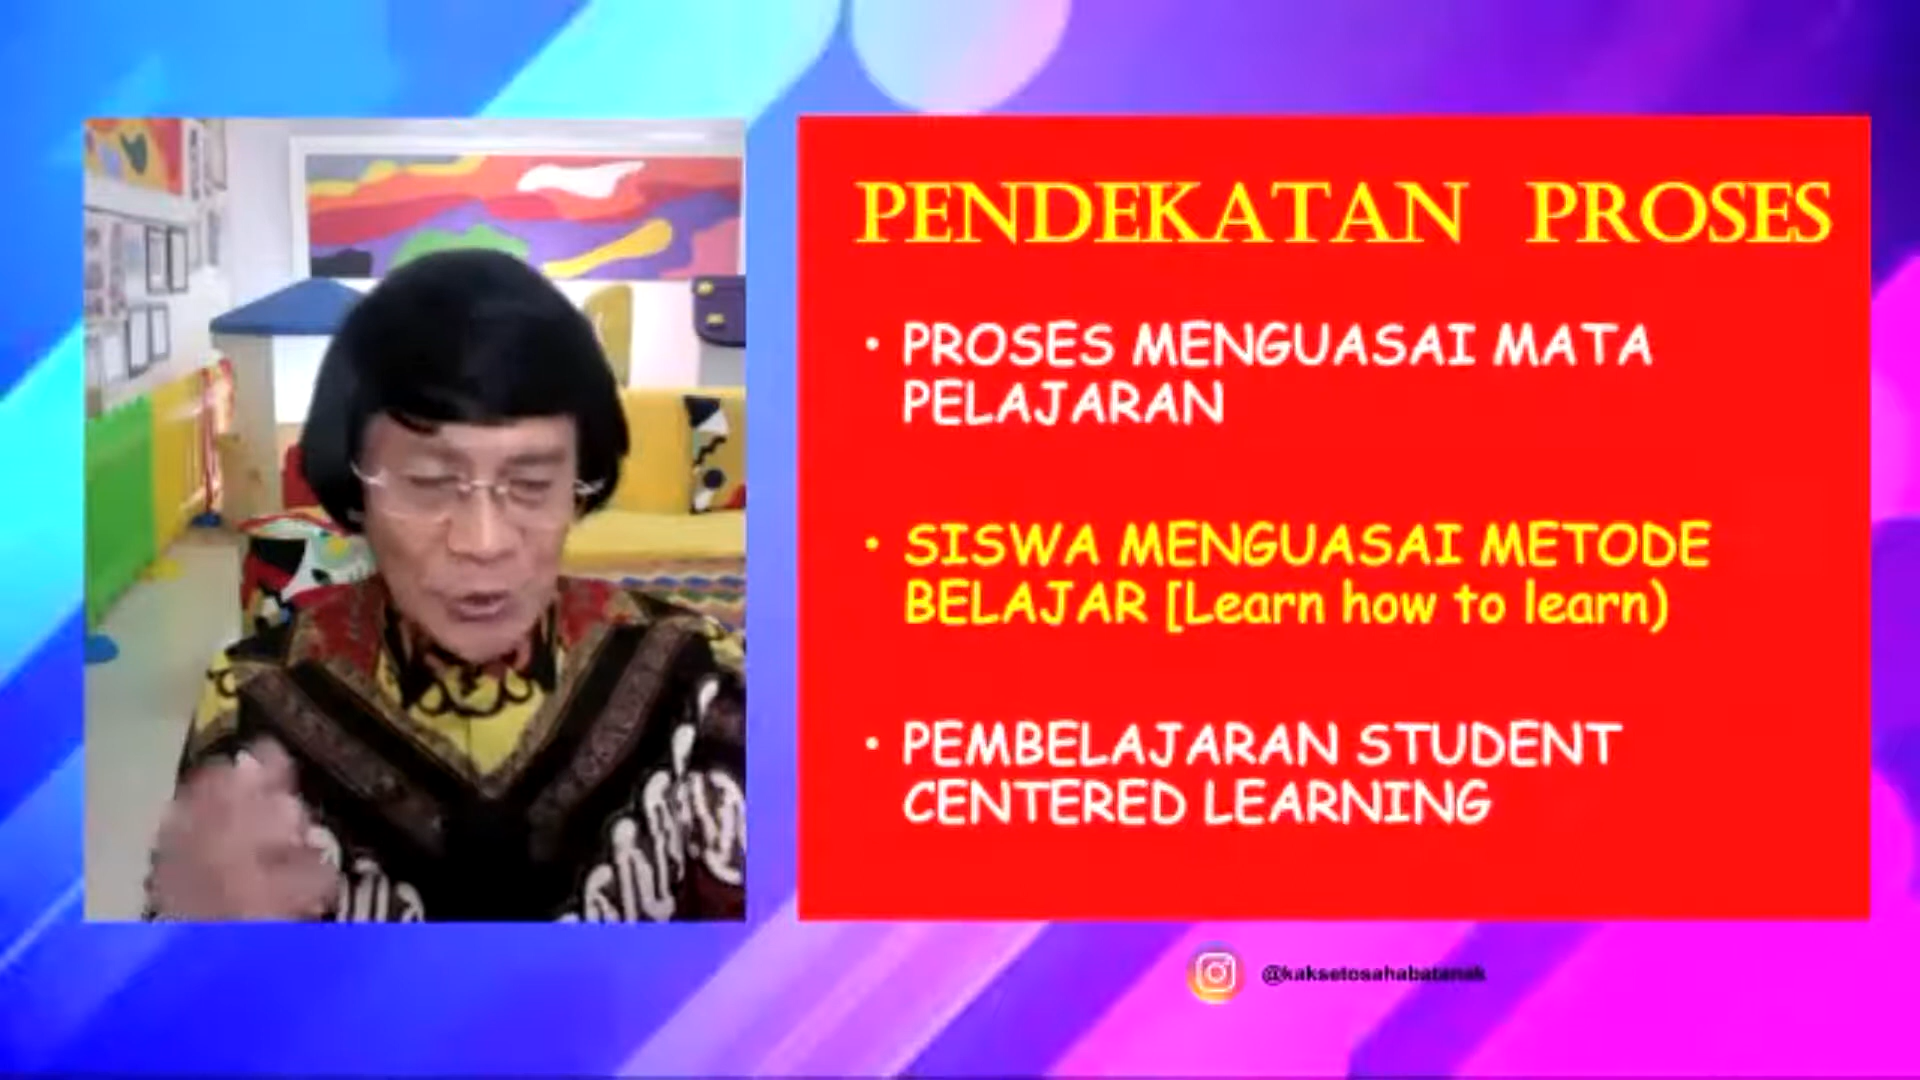 PENDEKATAN PROSES
• PROSES MENGUASAI MATA
PELAJARAN
• SISWA MENGUASAI METODE
BELAJAR [Learn how to learn)
• PEMBELAJARAN STUDENT
CENTERED LEARNING
@kaksetosahabatanak